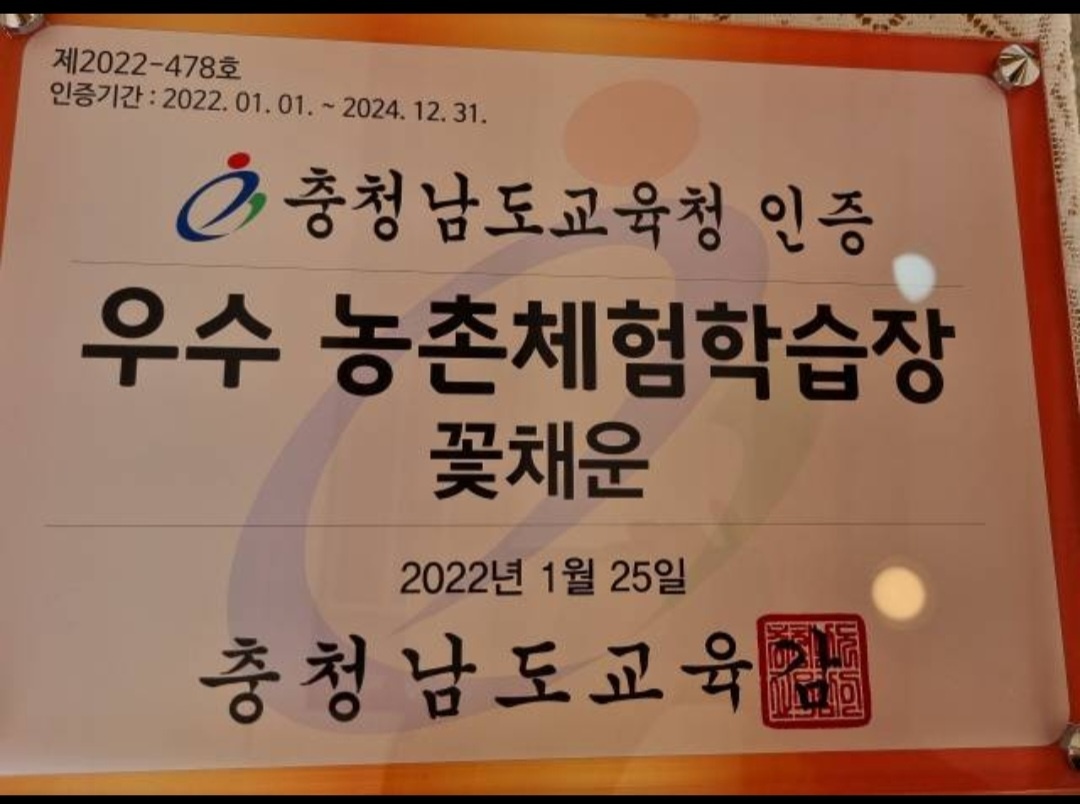 제2022-478호
인증기간 : 2022. 01. 01. ~ 2024. 12. 31.
충청남도교육청 인증
우수 농촌체험학습장
꽃채운
2022년 1월 25일
충청남도교육감